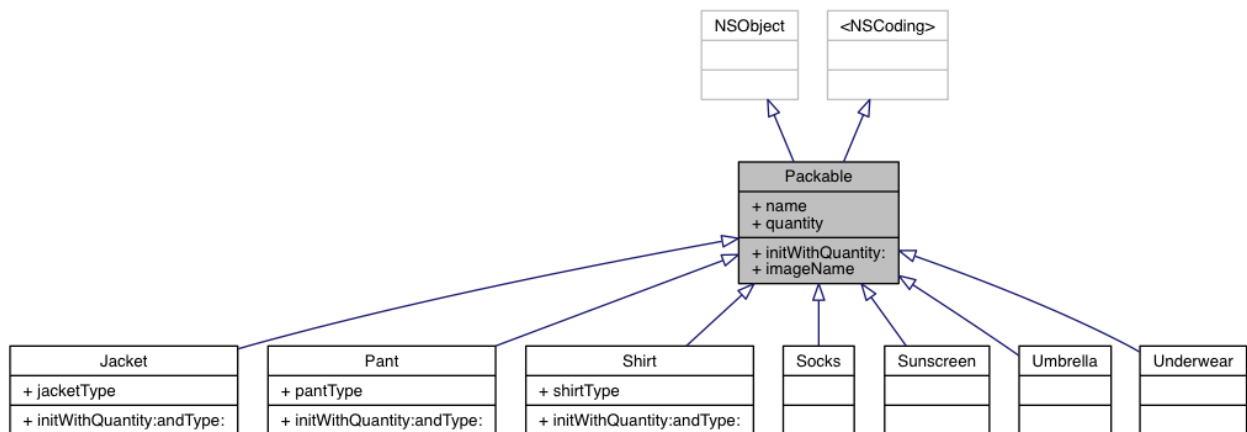 NSObject
<NSCoding>
Packable
+ name
+ quantity
+ initWithQuantity:
+ imageName
Jacket
+ jacketType
+ initWithQuantity:andType:
Pant
+ pantType
+ initWithQuantity:andType:
Shirt
+ shirtType
+ initWithQuantity:andType:
Socks
Sunscreen
Umbrella
Underwear